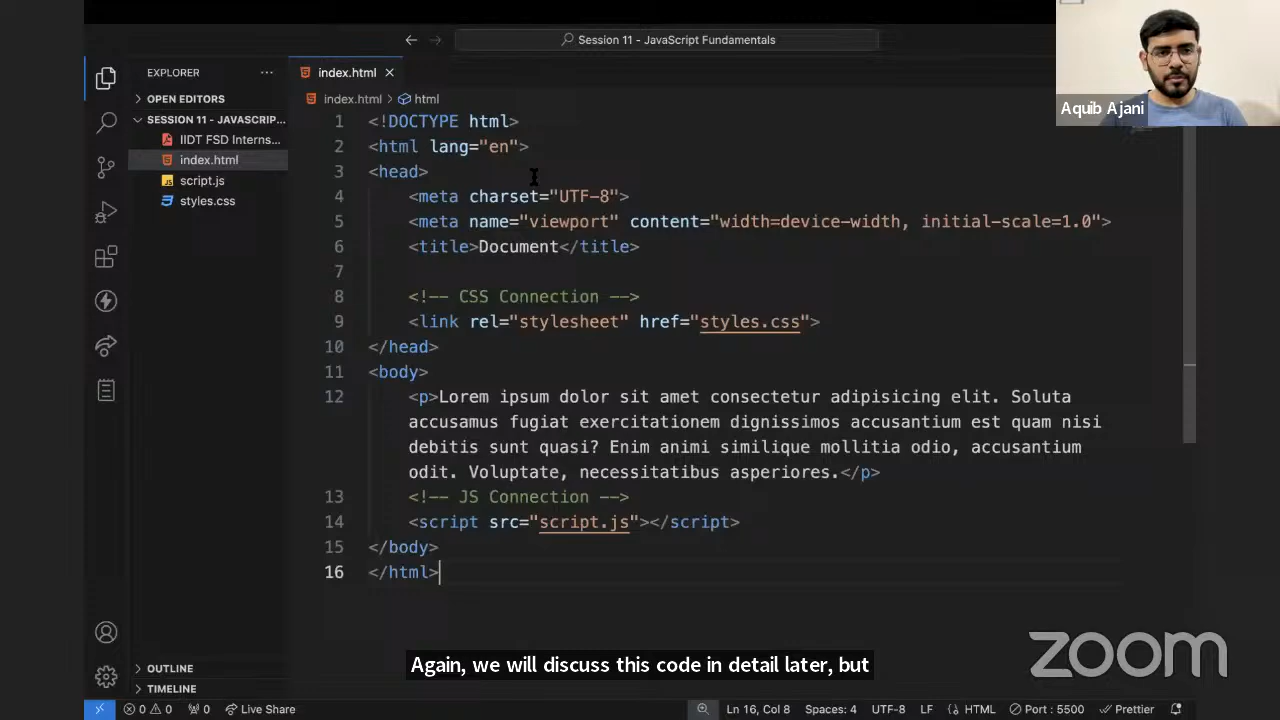 Session 11 - JavaScript Fundamentals
Aquib Ajani
EXPLORER
OPEN EDITORS
SESSION 11 - JAVASCRIP...
IIDT FSD Interns...
index.html
script.js
styles.css
index.html
index.html > html
1 <!DOCTYPE html>
2 <html lang="en">
3 <head>
4 <meta charset="UTF-8">
5 <meta name="viewport" content="width=device-width, initial-scale=1.0">
6 <title>Document</title>
7
8 <!-- CSS Connection -->
9 <link rel="stylesheet" href="styles.css">
10 </head>
11 <body>
12 <p>Lorem ipsum dolor sit amet consectetur adipisicing elit. Soluta
accusamus fugiat exercitationem dignissimos accusantium est quam nisi
debitis sunt quasi? Enim animi similique mollitia odio, accusantium
odit. Voluptate, necessitatibus asperiores.</p>
13 <!-- JS Connection -->
14 <script src="script.js"></script>
15 </body>
16 </html>
OUTLINE
TIMELINE
Again, we will discuss this code in detail later, but
zoom
0 0 0 Live Share Ln 16, Col 8 Spaces: 4 UTF-8 LF HTML Port : 5500 Prettier